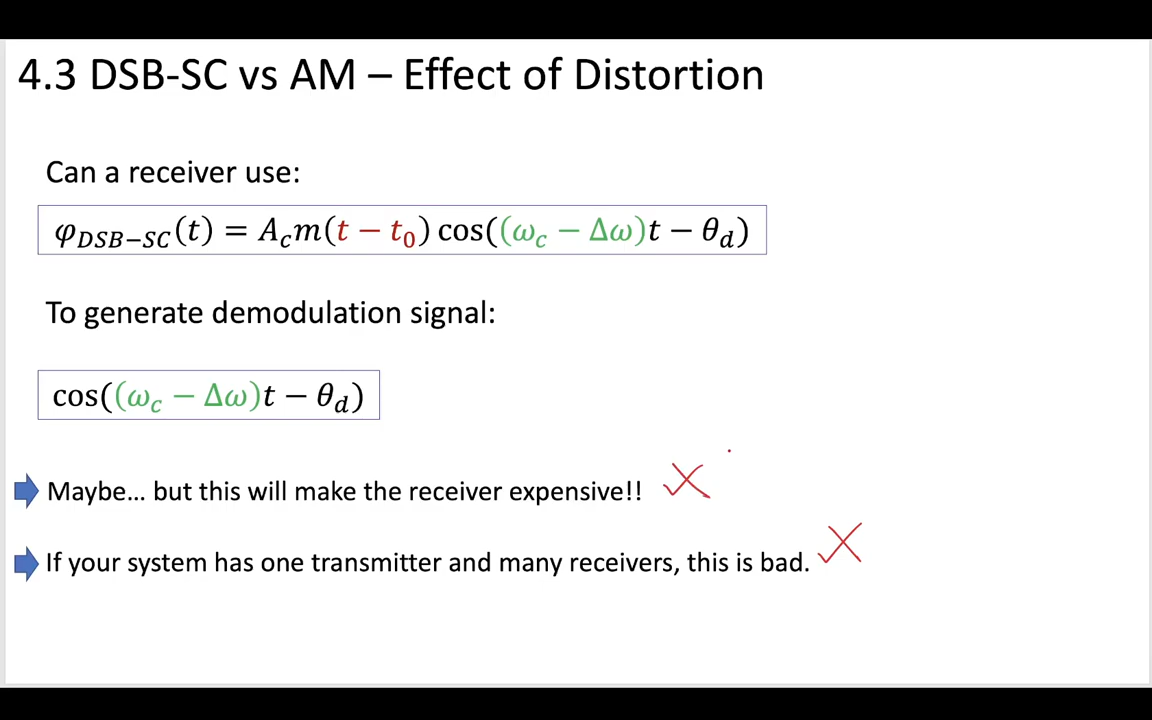 4.3 DSB-SC vs AM – Effect of Distortion
Can a receiver use:
φ_{DSB−SC}(t) = A_c m(t − t_0) cos((ω_c − Δω)t − θ_d)
To generate demodulation signal:
cos((ω_c − Δω)t − θ_d)
Maybe... but this will make the receiver expensive!!
If your system has one transmitter and many receivers, this is bad.